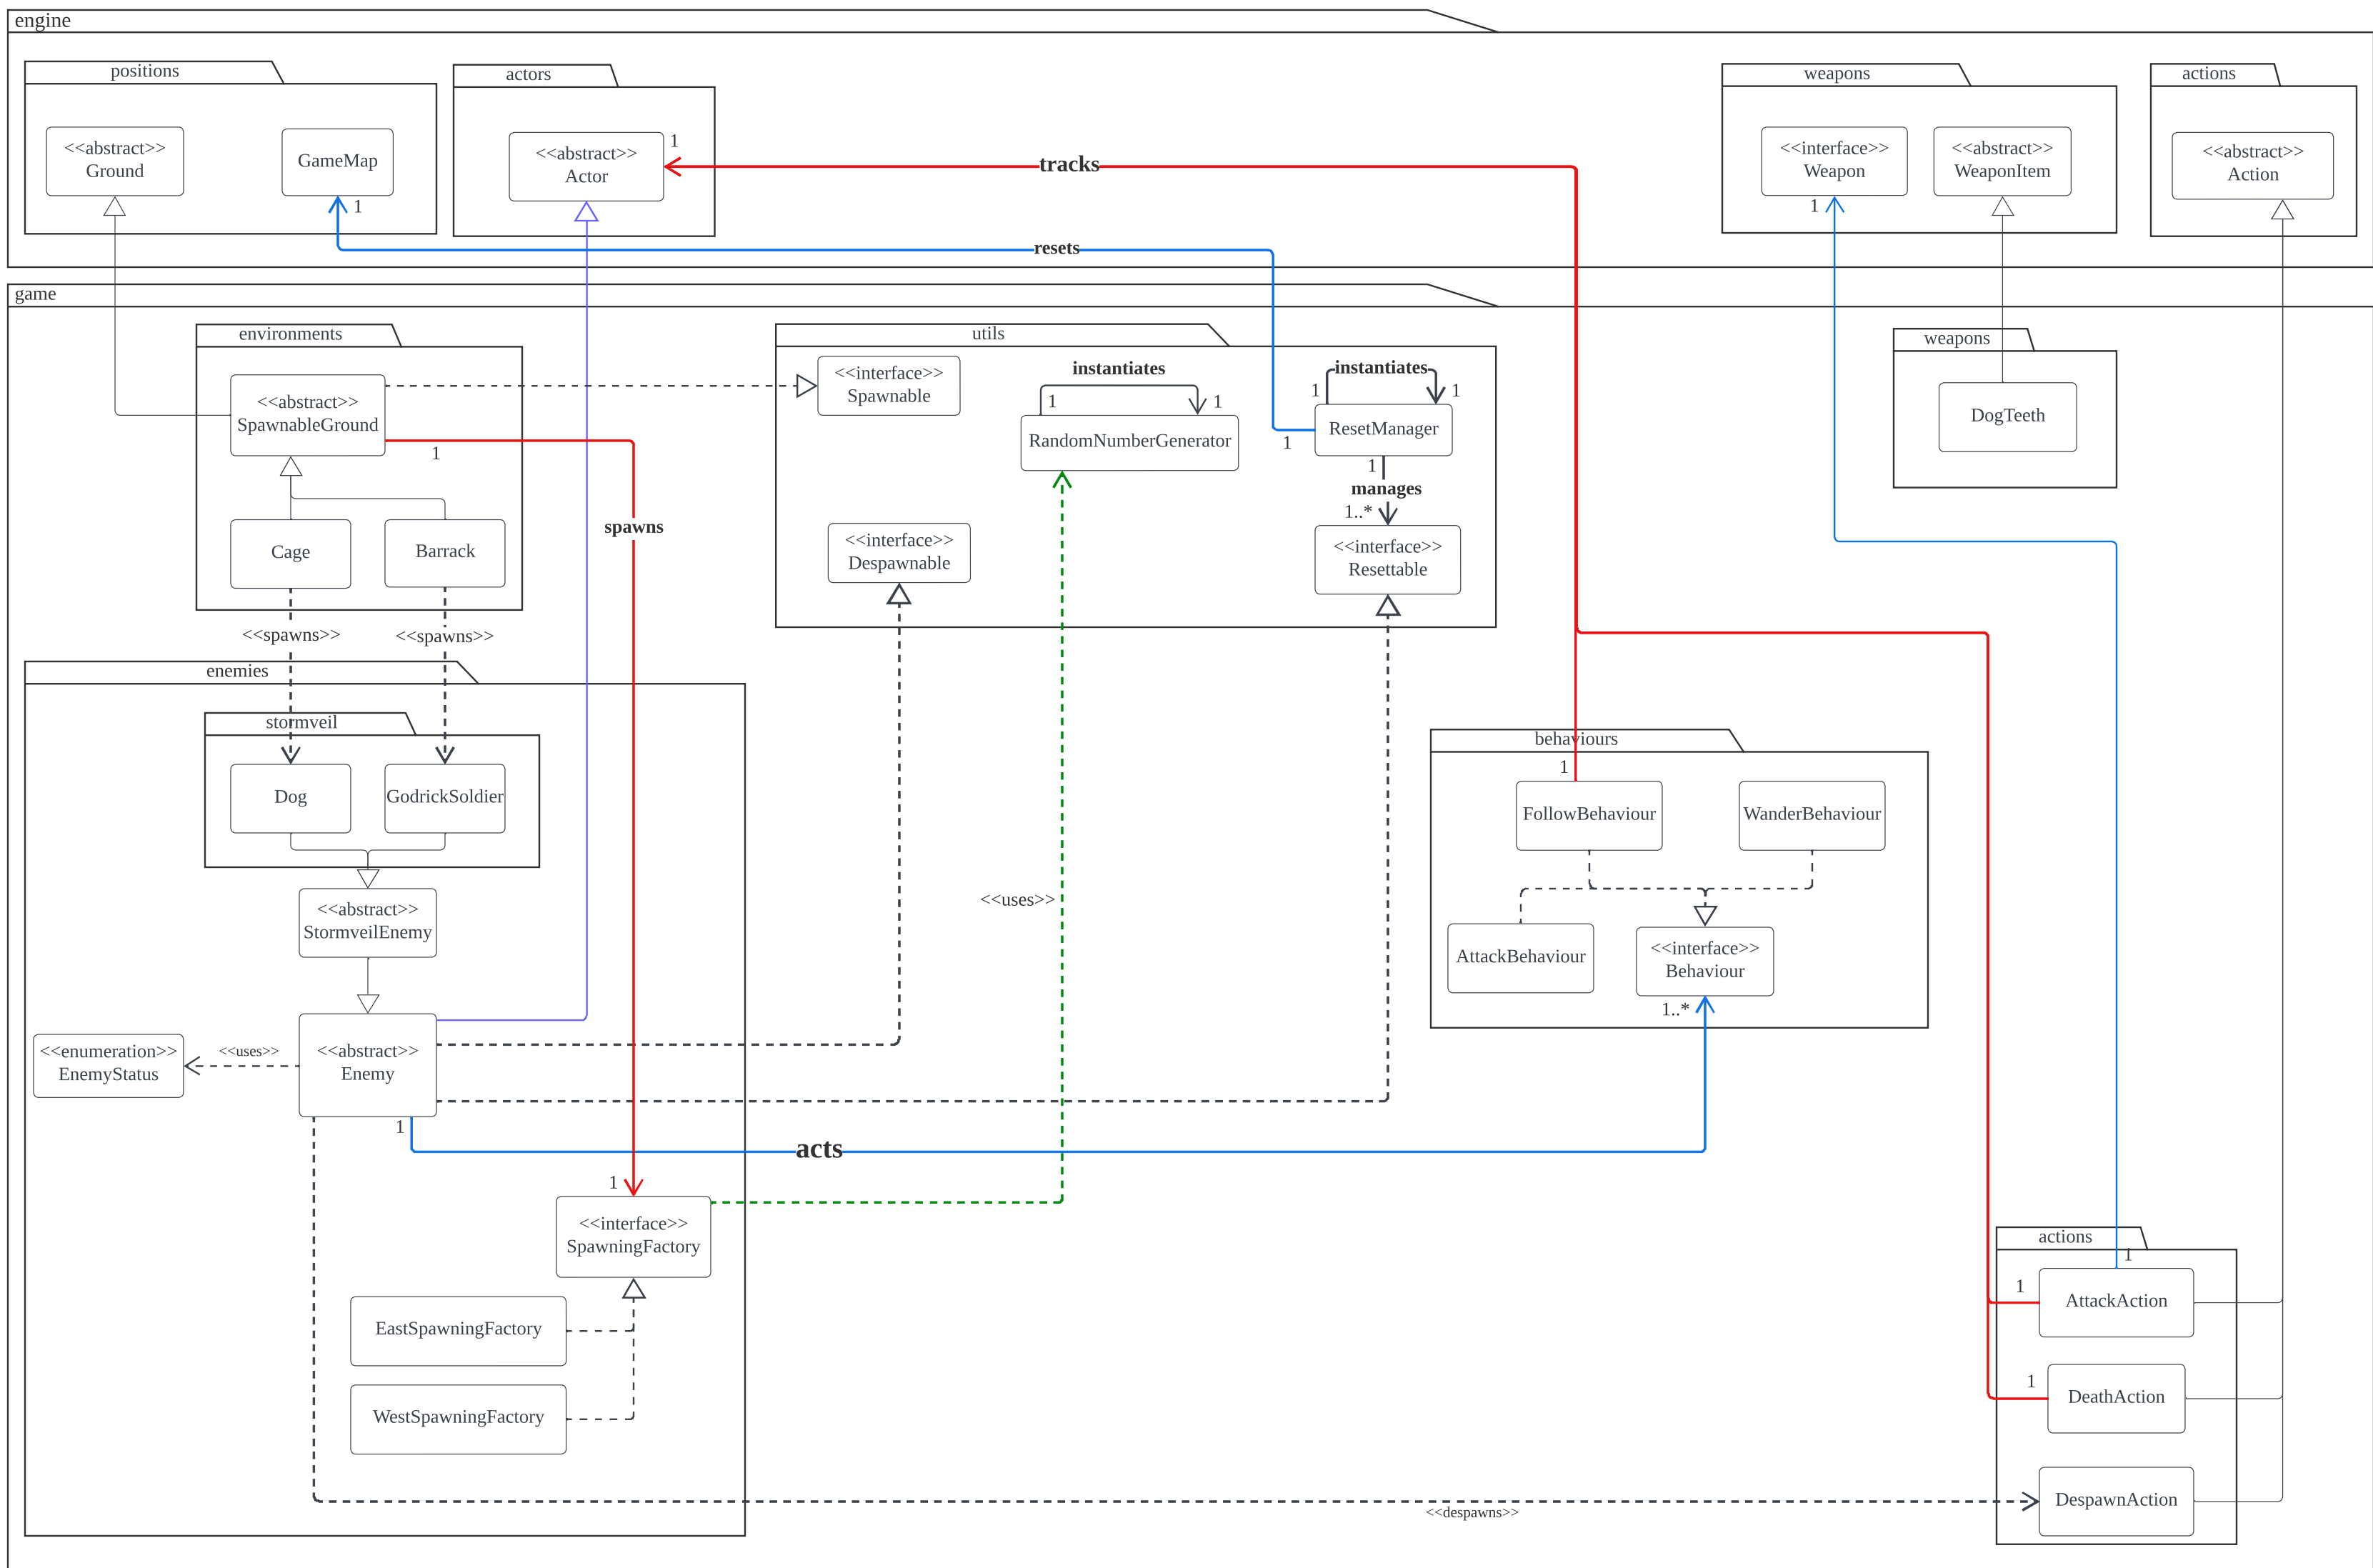 engine
positions
actors
weapons
actions
<<abstract>>
Ground
GameMap
<<abstract>>
Actor
1
tracks
<<interface>>
Weapon
<<abstract>>
WeaponItem
<<abstract>>
Action
1
1
resets
game
environments
utils
weapons
<<abstract>>
SpawnableGround
1
<<interface>>
Spawnable
instantiates
1
1
RandomNumberGenerator
instantiates
1
1
ResetManager
1
1
manages
1..*
DogTeeth
Cage
Barrack
spawns
<<interface>>
Despawnable
<<interface>>
Resettable
<<spawns>>
<<spawns>>
enemies
stormveil
Dog
GodrickSoldier
behaviours
1
FollowBehaviour
WanderBehaviour
<<uses>>
<<abstract>>
StormveilEnemy
AttackBehaviour
<<interface>>
Behaviour
1..*
<<enumeration>>
EnemyStatus
<<uses>>
<<abstract>>
Enemy
1
acts
1
<<interface>>
SpawningFactory
EastSpawningFactory
WestSpawningFactory
actions
1
1
AttackAction
1
DeathAction
DespawnAction
<<despawns>>